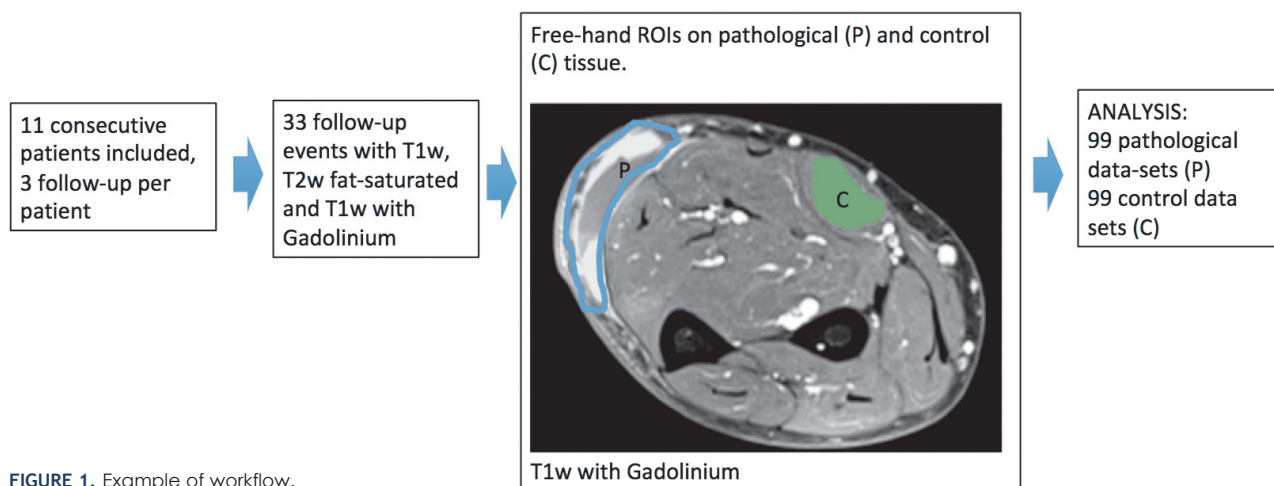 11 consecutive
patients included,
3 follow-up per
patient
33 follow-up
events with T1w,
T2w fat-saturated
and T1w with
Gadolinium
Free-hand ROIs on pathological (P) and control
(C) tissue.
P
C
T1w with Gadolinium
ANALYSIS:
99 pathological
data-sets (P)
99 control data
sets (C)
FIGURE 1. Example of workflow.